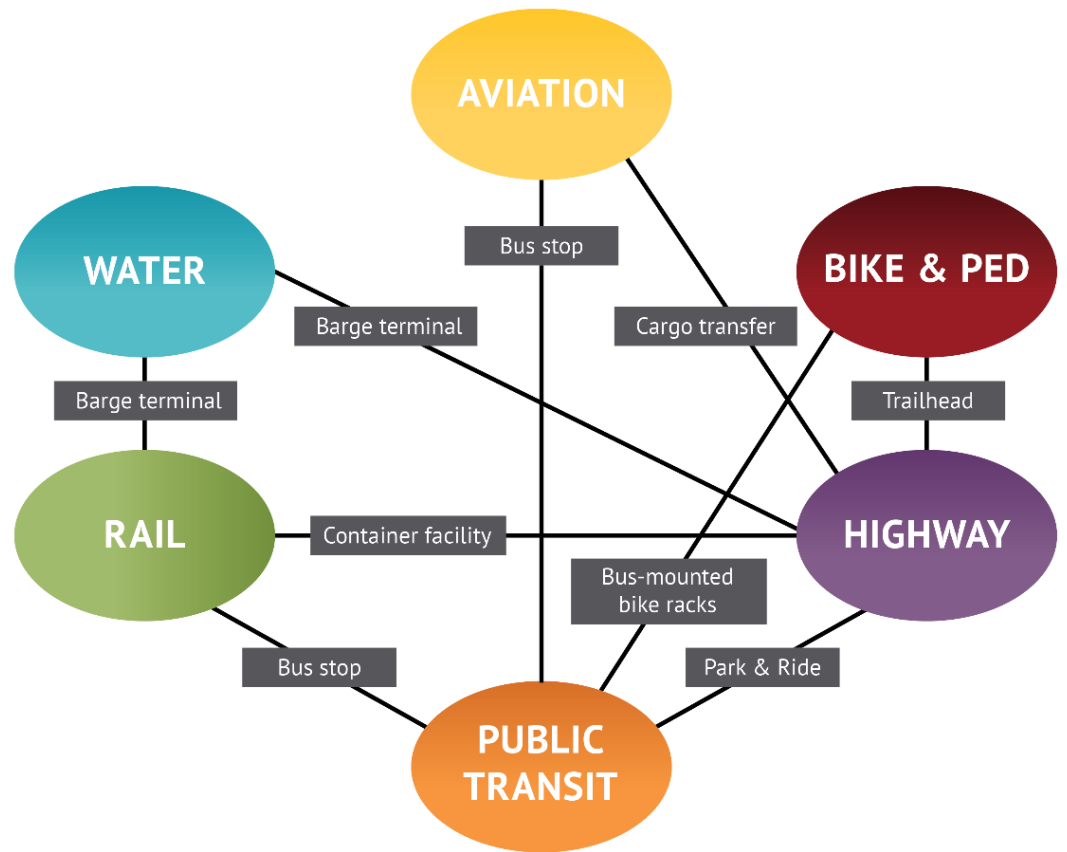 AVIATION
WATER
Bus stop
BIKE & PED
Barge terminal
Cargo transfer
Barge terminal
Trailhead
RAIL
Container facility
HIGHWAY
Bus-mounted
bike racks
Bus stop
Park & Ride
PUBLIC
TRANSIT